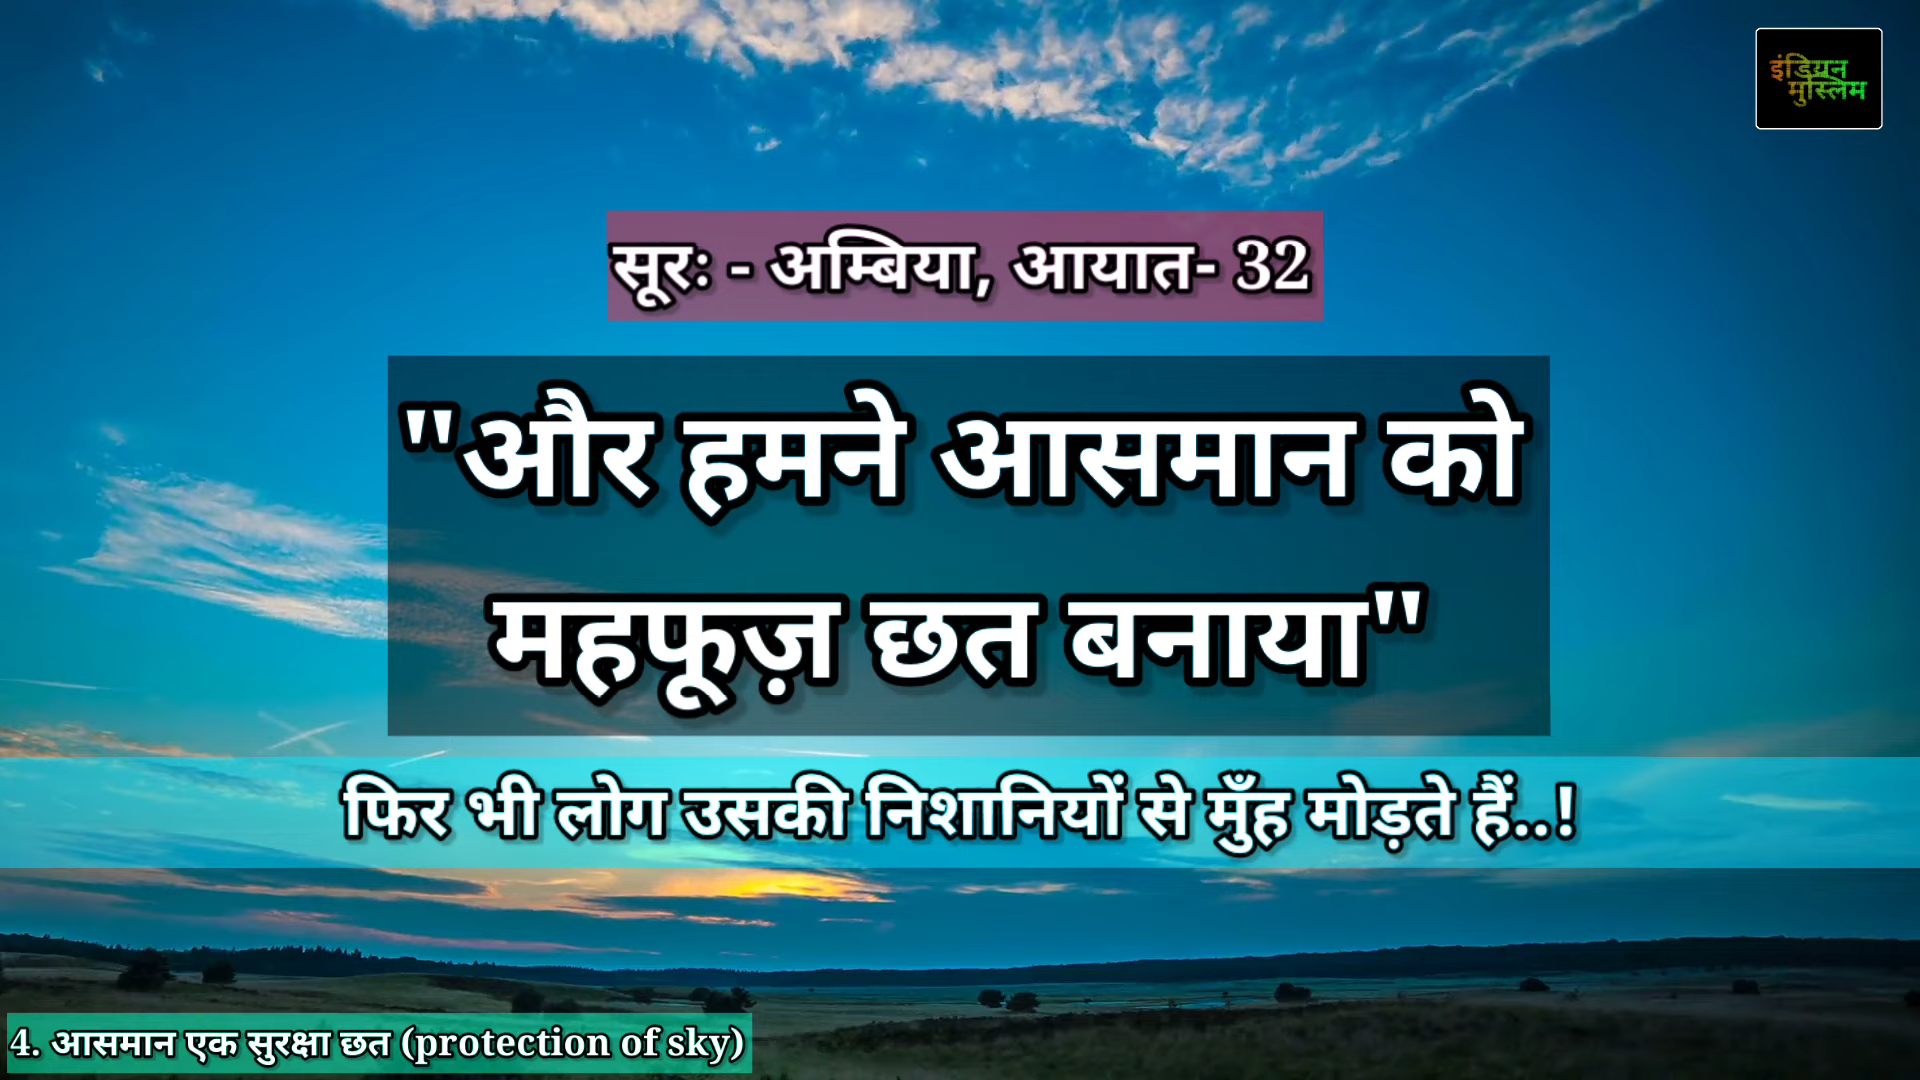 इंडियन
मुस्लिम
सूरः - अम्बिया, आयात- 32
"और हमने आसमान को
महफूज़ छत बनाया"
फिर भी लोग उसकी निशानियों से मुँह मोड़ते हैं..!
4. आसमान एक सुरक्षा छत (protection of sky)